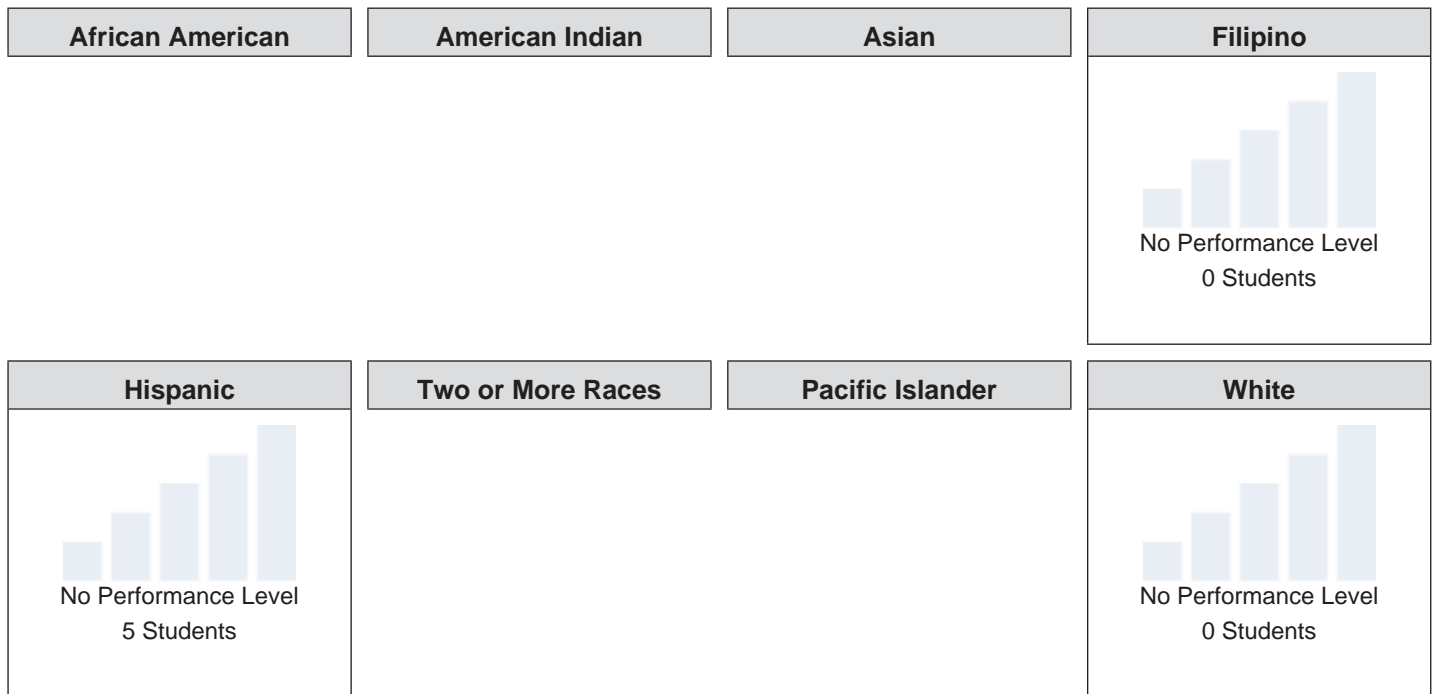 African American
American Indian
Asian
Filipino
No Performance Level
0 Students
Hispanic
Two or More Races
Pacific Islander
White
No Performance Level
5 Students
No Performance Level
0 Students